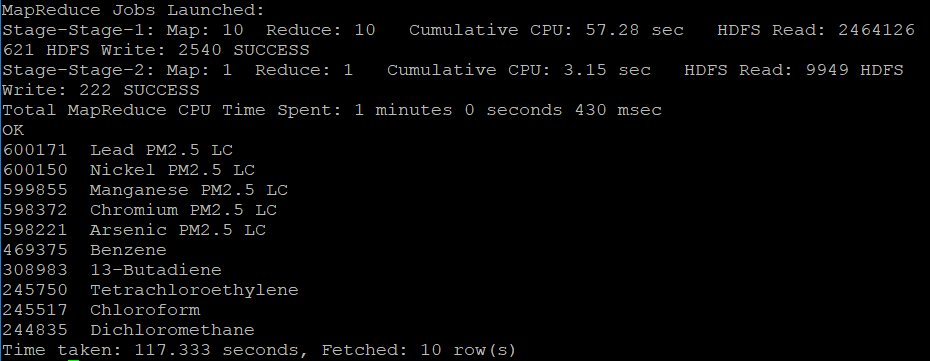 MapReduce Jobs Launched:
Stage-Stage-1: Map: 10  Reduce: 10   Cumulative CPU: 57.28 sec   HDFS Read: 2464126
621 HDFS Write: 2540 SUCCESS
Stage-Stage-2: Map: 1  Reduce: 1   Cumulative CPU: 3.15 sec   HDFS Read: 9949 HDFS
Write: 222 SUCCESS
Total MapReduce CPU Time Spent: 1 minutes 0 seconds 430 msec
OK
600171  Lead PM2.5 LC
600150  Nickel PM2.5 LC
599855  Manganese PM2.5 LC
598372  Chromium PM2.5 LC
598221  Arsenic PM2.5 LC
469375  Benzene
308983  13-Butadiene
245750  Tetrachloroethylene
245517  Chloroform
244835  Dichloromethane
Time taken: 117.333 seconds, Fetched: 10 row(s)